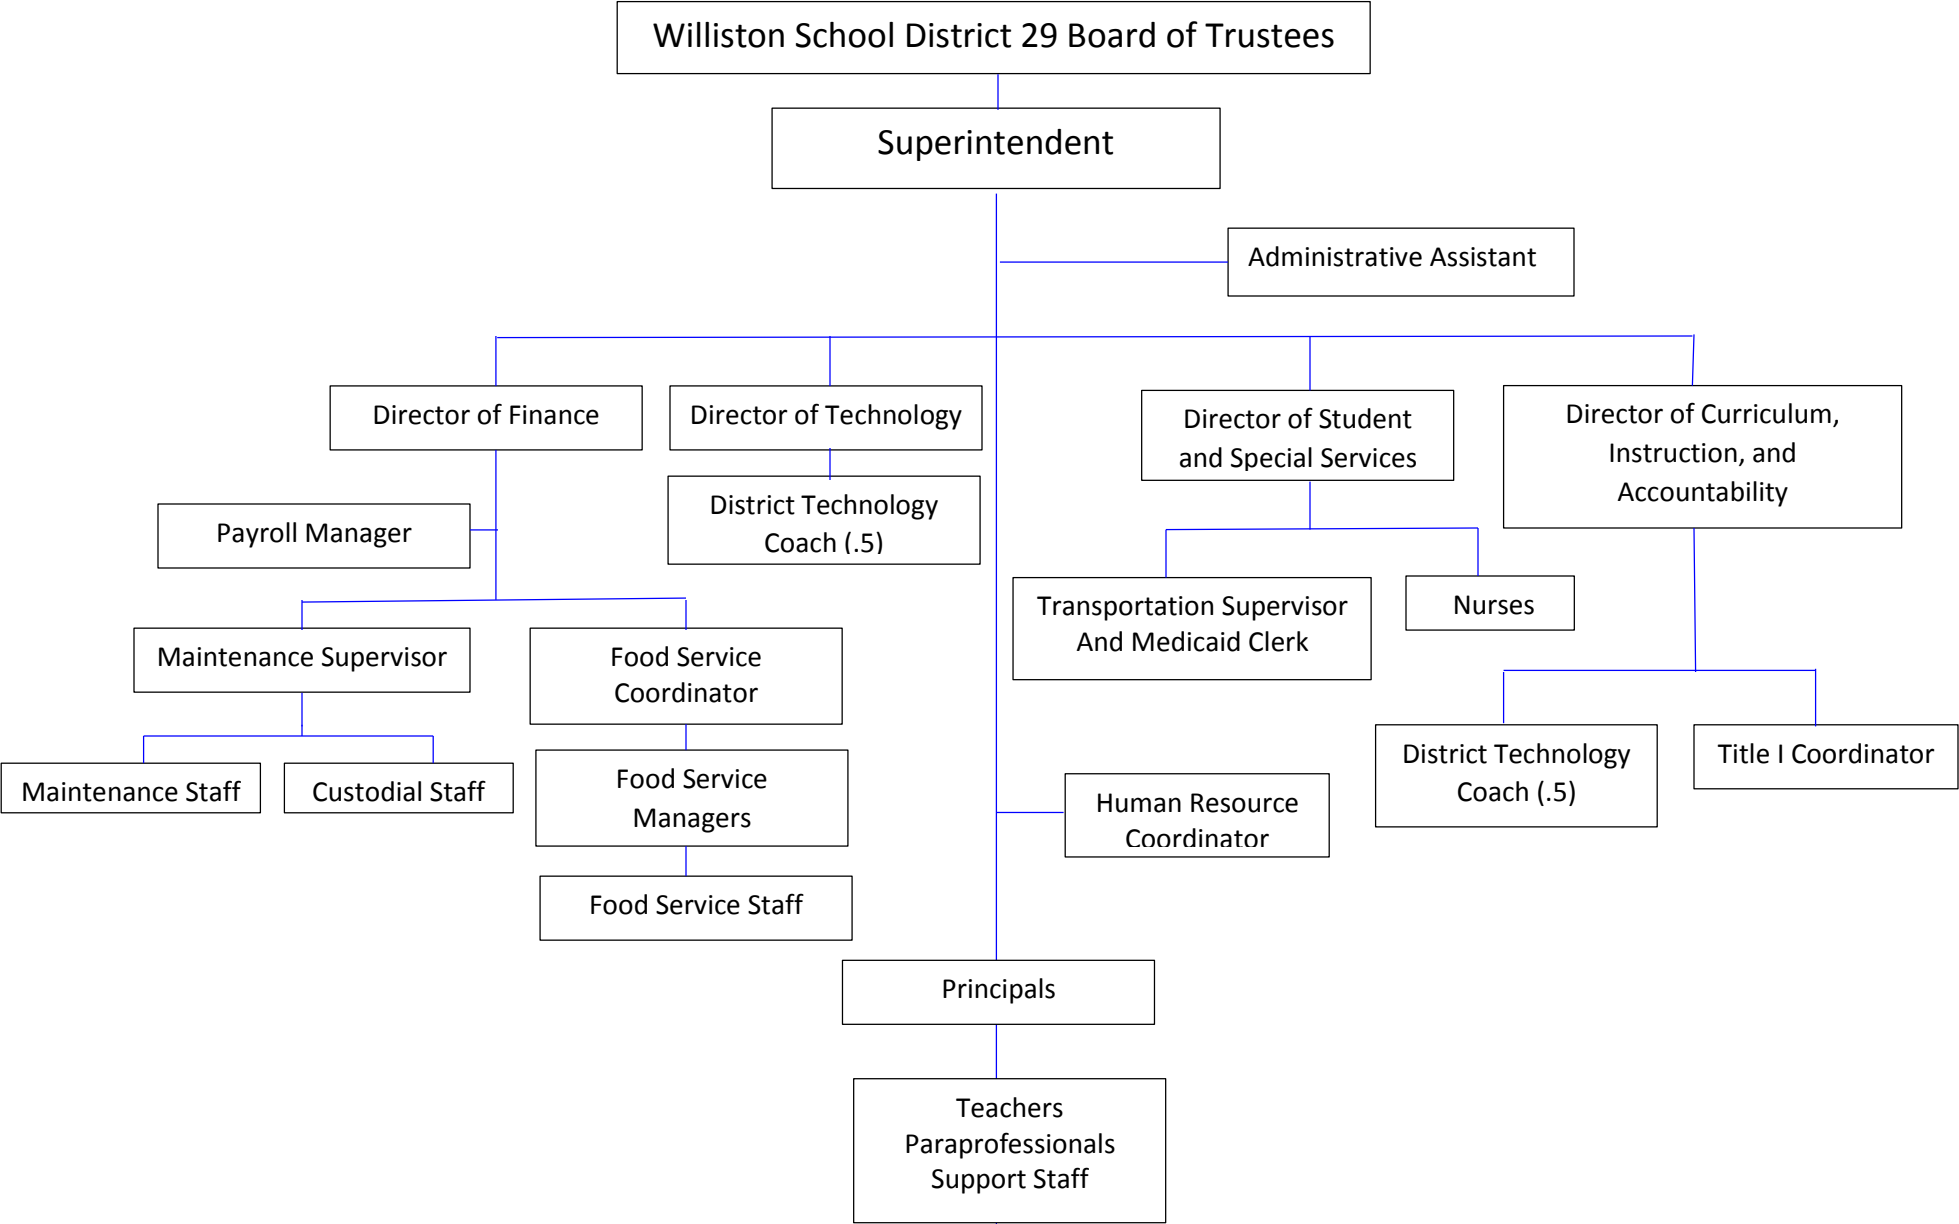 Williston School District 29 Board of Trustees
Superintendent
Administrative Assistant
Director of Finance
Director of Technology
Director of Student
and Special Services
Director of Curriculum,
Instruction, and
Accountability
Payroll Manager
District Technology
Coach (.5)
Transportation Supervisor
And Medicaid Clerk
Nurses
Maintenance Supervisor
Food Service
Coordinator
Maintenance Staff
Custodial Staff
Food Service
Managers
Food Service Staff
Human Resource
Coordinator
District Technology
Coach (.5)
Title I Coordinator
Principals
Teachers
Paraprofessionals
Support Staff